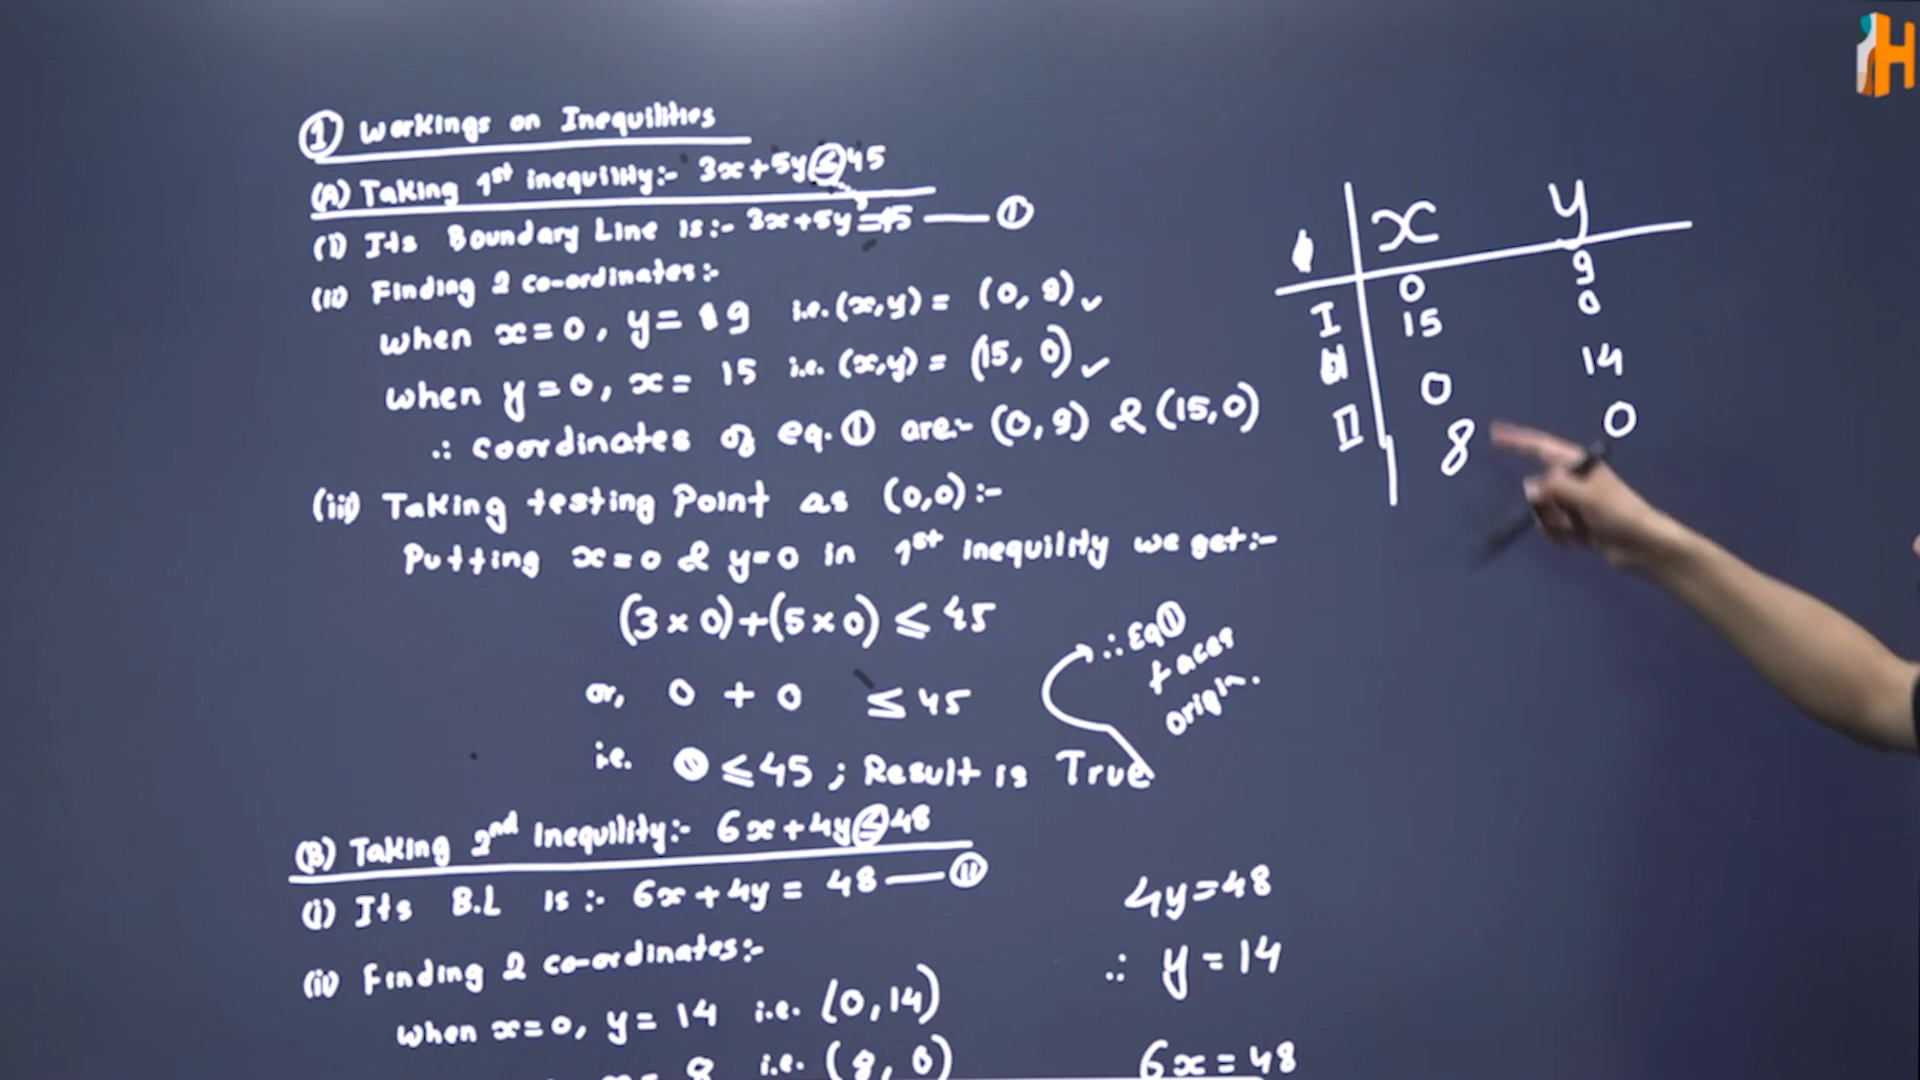 ① Workings on Inequilities
(A) Taking 1st inequility:- 3x+5y≤45
(i) Its Boundary Line is:- 3x+5y=45 —— ①
(ii) Finding 2 co-ordinates:-
when x=0, y= 9 i.e. (x,y) = (0, 9) ✓
when y=0, x= 15 i.e. (x,y) = (15, 0) ✓
∴ coordinates of eq.① are:- (0,9) & (15,0)
(iii) Taking testing Point as (0,0):-
Putting x=0 & y=0 in 1st inequility we get:-
(3×0)+(5×0) ≤ 45
or, 0 + 0 ≤ 45
i.e. 0 ≤ 45 ; Result is True
∴ Eq①
faces
origin.
(B) Taking 2nd Inequility:- 6x+4y≤48
(i) Its B.L is:- 6x+4y = 48 —— ⑪
(ii) Finding 2 co-ordinates:-
when x=0, y= 14 i.e. (0,14)
x= 8 i.e. (8, 0)
x y
0 9
I 15 0
0 14
II 8 0
4y=48
∴ y=14
6x=48
H